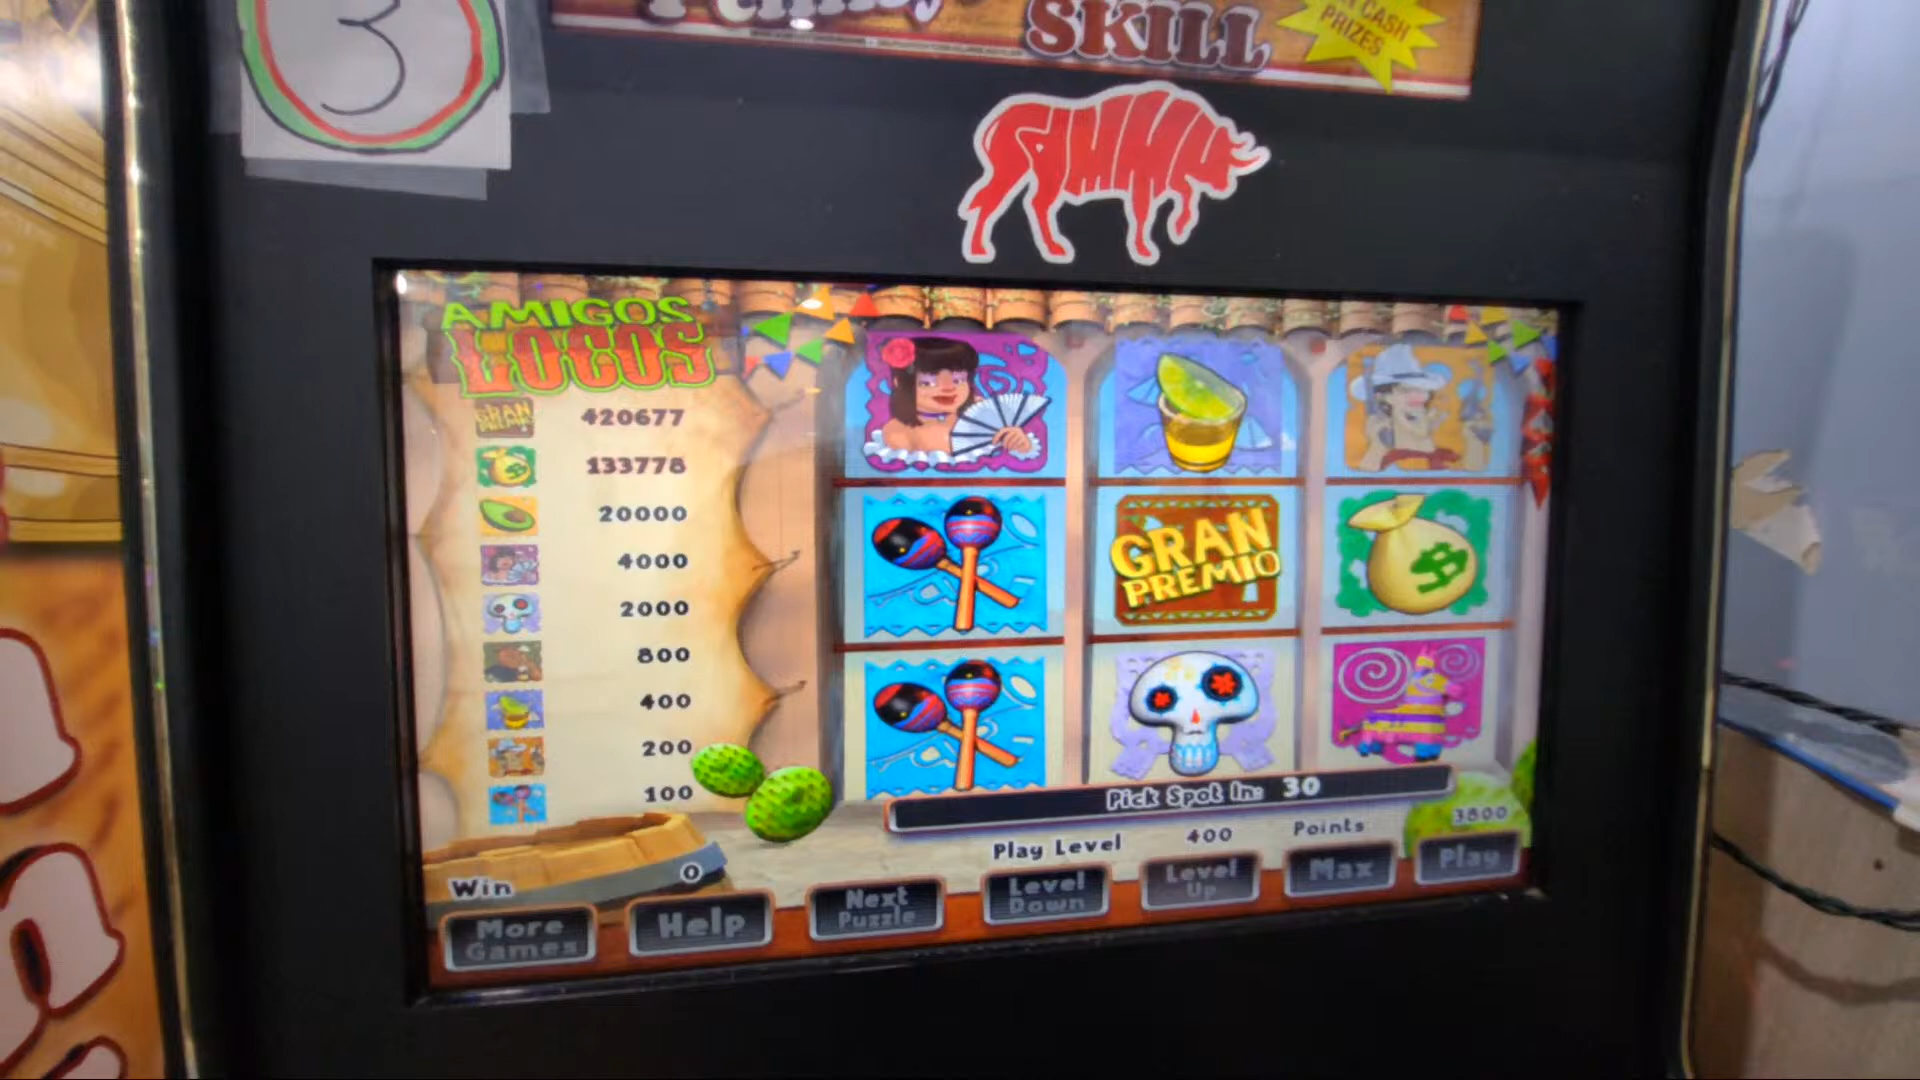 3
SKILL
CASH
PRIZES
SAMMY
AMIGOS
LOCOS
GRAN
420677
133778
20000
4000
2000
800
400
200
100
GRAN
PREMIO
Pick Spot In: 30
Play Level 400 Points 3800
Win 0
More
Games
Help
Next
Puzzle
Level
Down
Level
Up
Max
Play